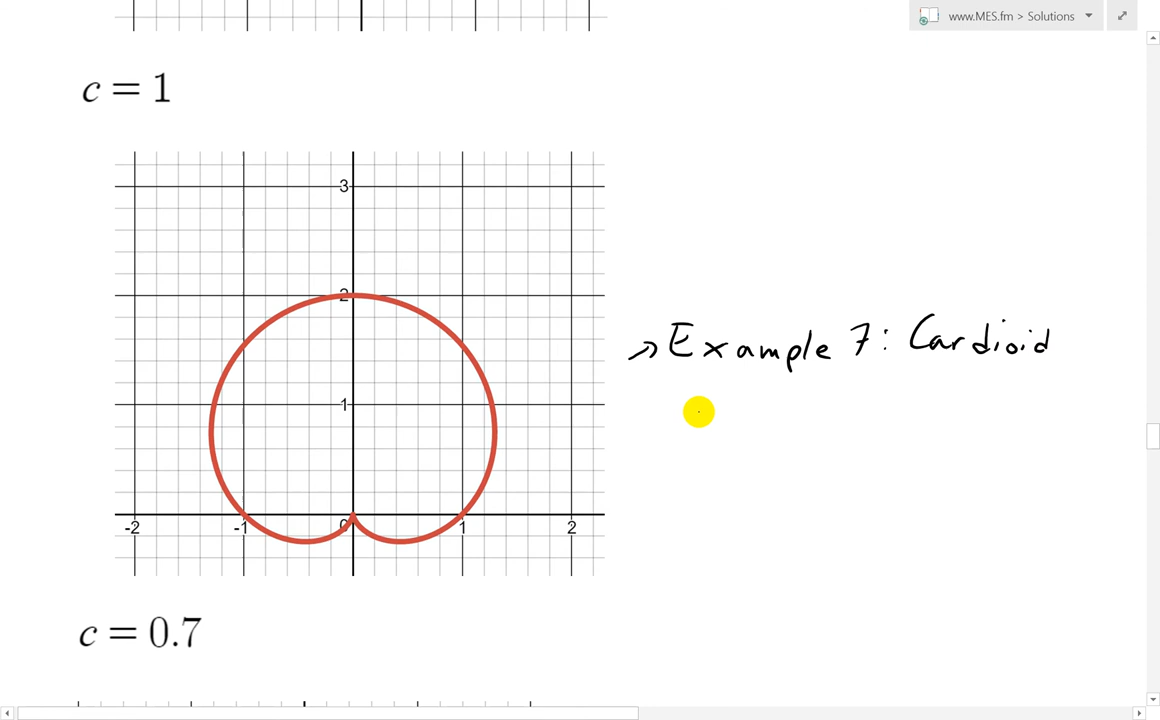 www.MES.fm > Solutions
c = 1
3
2
→ Example 7: Cardioid
1
-2 -1 0 1 2
c = 0.7